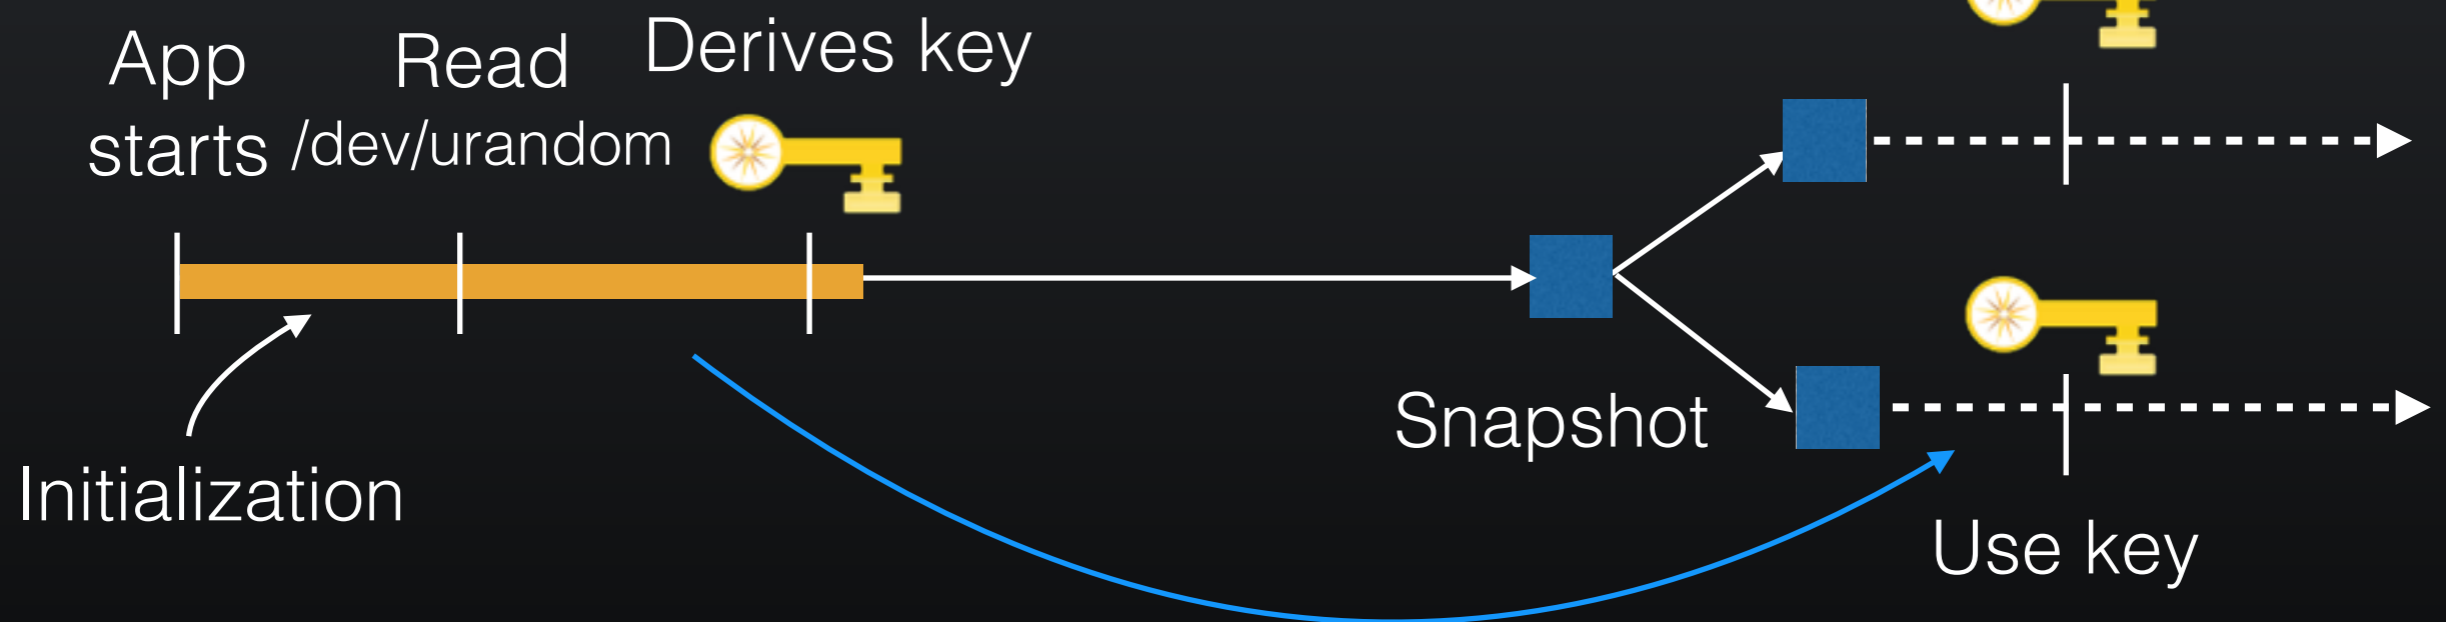 App
starts
Read
/dev/urandom
Derives key
Initialization
Snapshot
Use key